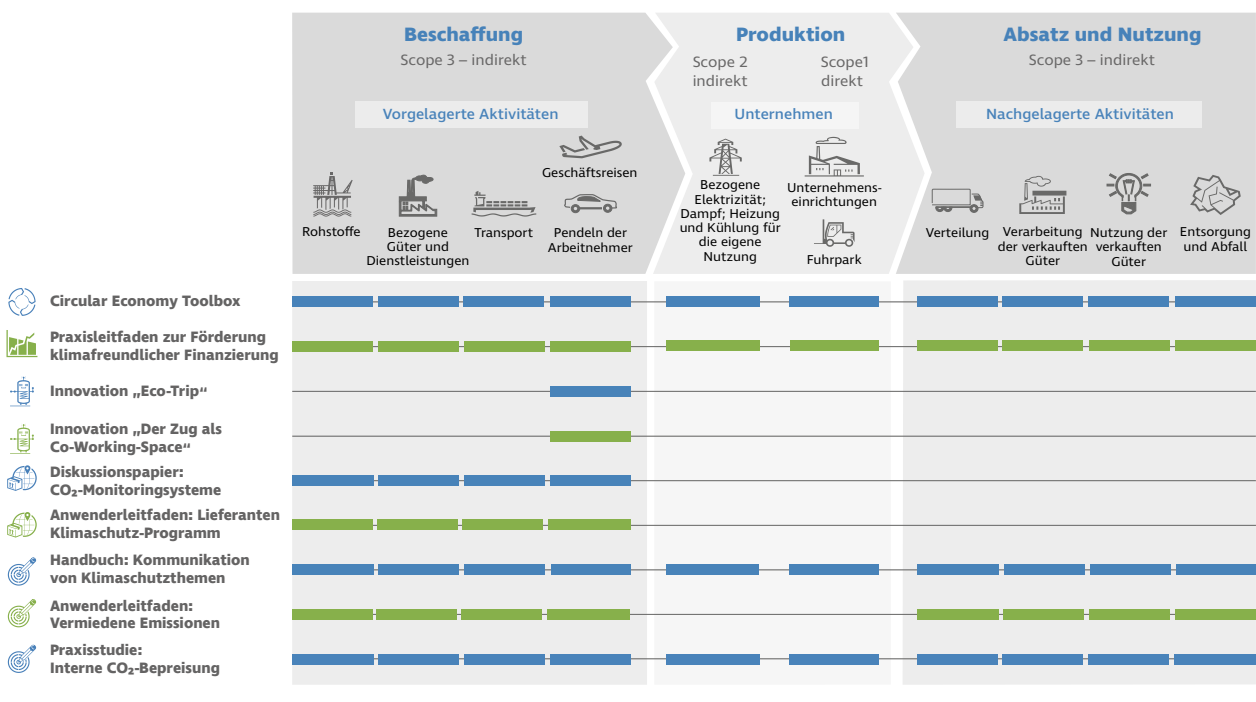 Beschaffung
Scope 3 – indirekt
Vorgelagerte Aktivitäten
Rohstoffe
Bezogene
Güter und
Dienstleistungen
Transport
Geschäftsreisen
Pendeln der
Arbeitnehmer
Produktion
Scope 2
indirekt
Scope1
direkt
Unternehmen
Bezogene
Elektrizität;
Dampf; Heizung
und Kühlung für
die eigene
Nutzung
Unternehmens-
einrichtungen
Fuhrpark
Absatz und Nutzung
Scope 3 – indirekt
Nachgelagerte Aktivitäten
Verteilung
Verarbeitung
der verkauften
Güter
Nutzung der
verkauften
Güter
Entsorgung
und Abfall
Circular Economy Toolbox
Praxisleitfaden zur Förderung
klimafreundlicher Finanzierung
Innovation „Eco-Trip“
Innovation „Der Zug als
Co-Working-Space“
Diskussionspapier:
CO₂-Monitoringsysteme
Anwenderleitfaden: Lieferanten
Klimaschutz-Programm
Handbuch: Kommunikation
von Klimaschutzthemen
Anwenderleitfaden:
Vermiedene Emissionen
Praxisstudie:
Interne CO₂-Bepreisung